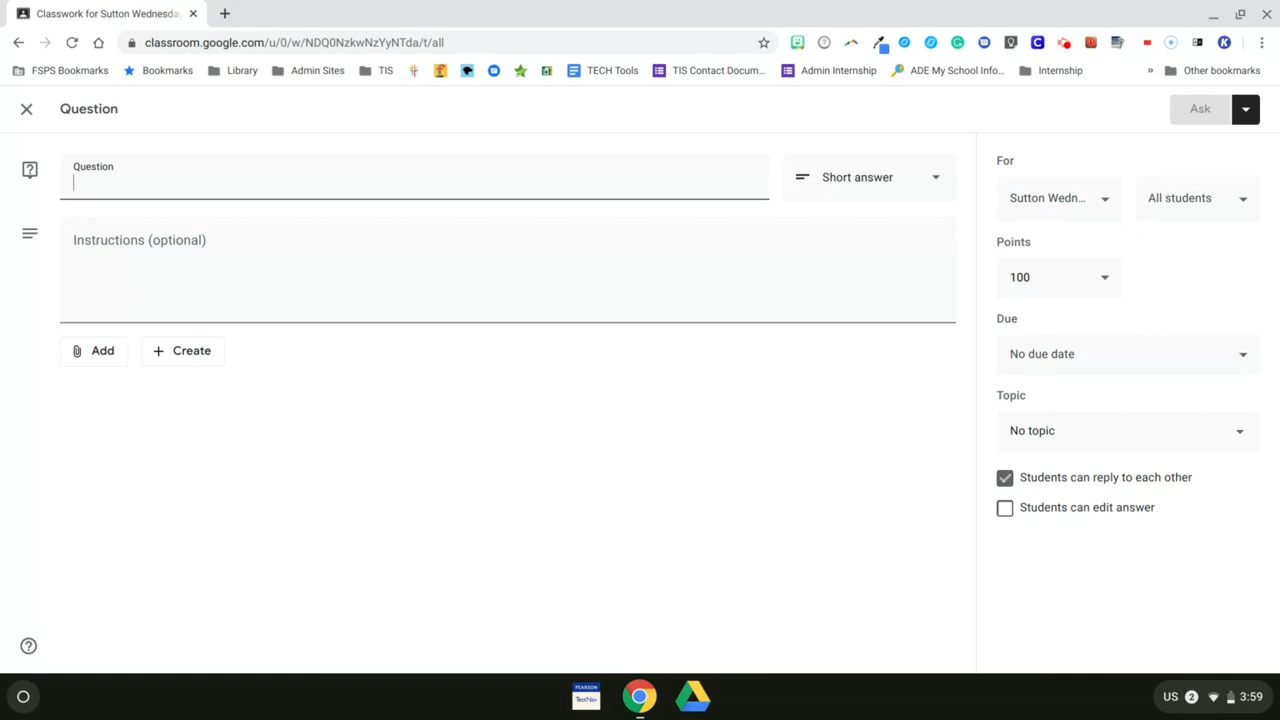 Classwork for Sutton Wednesda
classroom.google.com/u/0/w/NDQ0NzkwNzYyNTda/t/all
FSPS Bookmarks
Bookmarks
Library
Admin Sites
TIS
TECH Tools
TIS Contact Docum...
Admin Internship
ADE My School Info...
Internship
»
Other bookmarks
Question
Ask
Question
Short answer
Instructions (optional)
Add
Create
For
Sutton Wedn...
All students
Points
100
Due
No due date
Topic
No topic
Students can reply to each other
Students can edit answer
PEARSON
TestNav
US
2
3:59